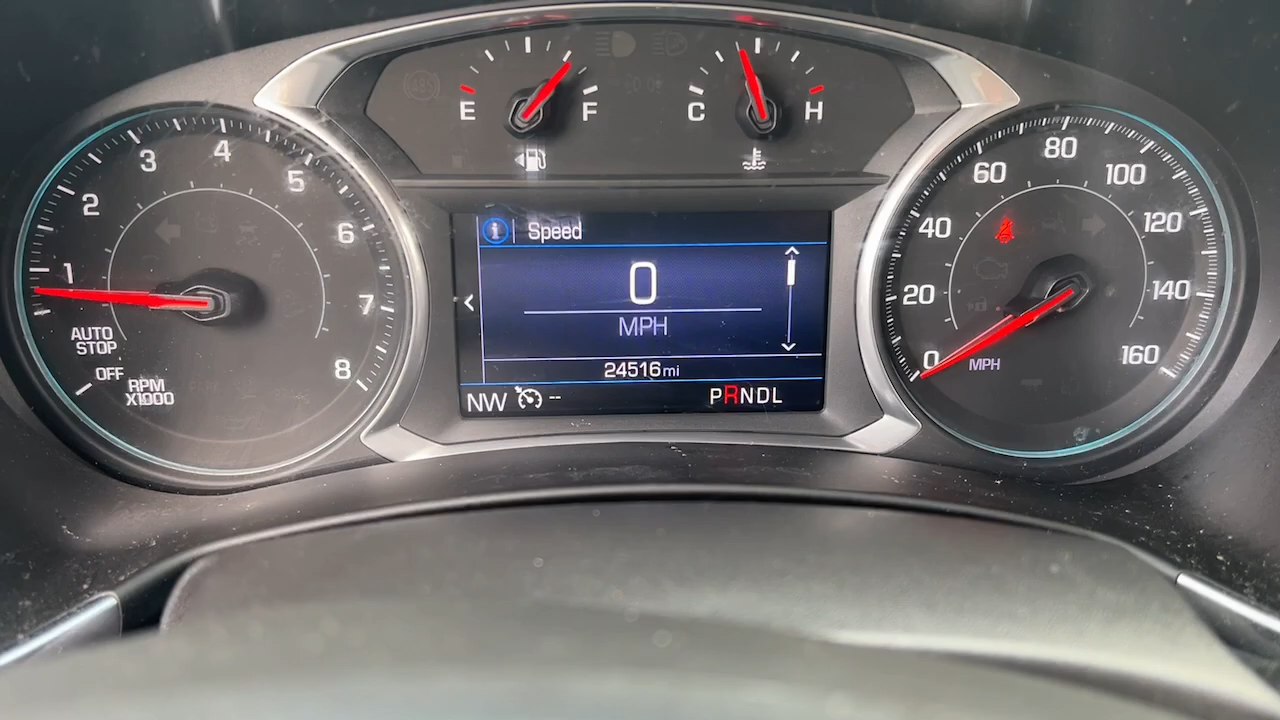 E F
C H
1 2 3 4 5 6 7 8
AUTO
STOP
OFF
RPM
X1000
i Speed
0
MPH
24516 mi
NW --
PRNDL
0 20 40 60 80 100 120 140 160
MPH